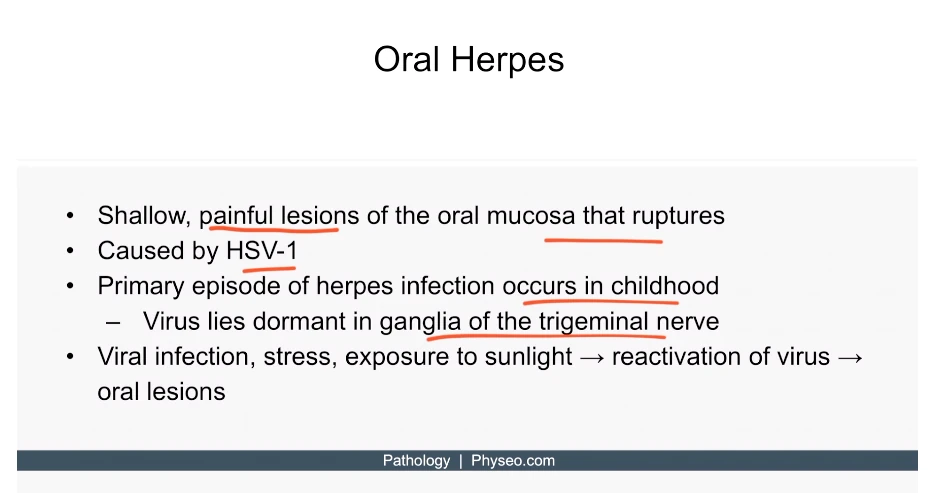 Oral Herpes
• Shallow, painful lesions of the oral mucosa that ruptures
• Caused by HSV-1
• Primary episode of herpes infection occurs in childhood
– Virus lies dormant in ganglia of the trigeminal nerve
• Viral infection, stress, exposure to sunlight → reactivation of virus →
oral lesions
Pathology | Physeo.com